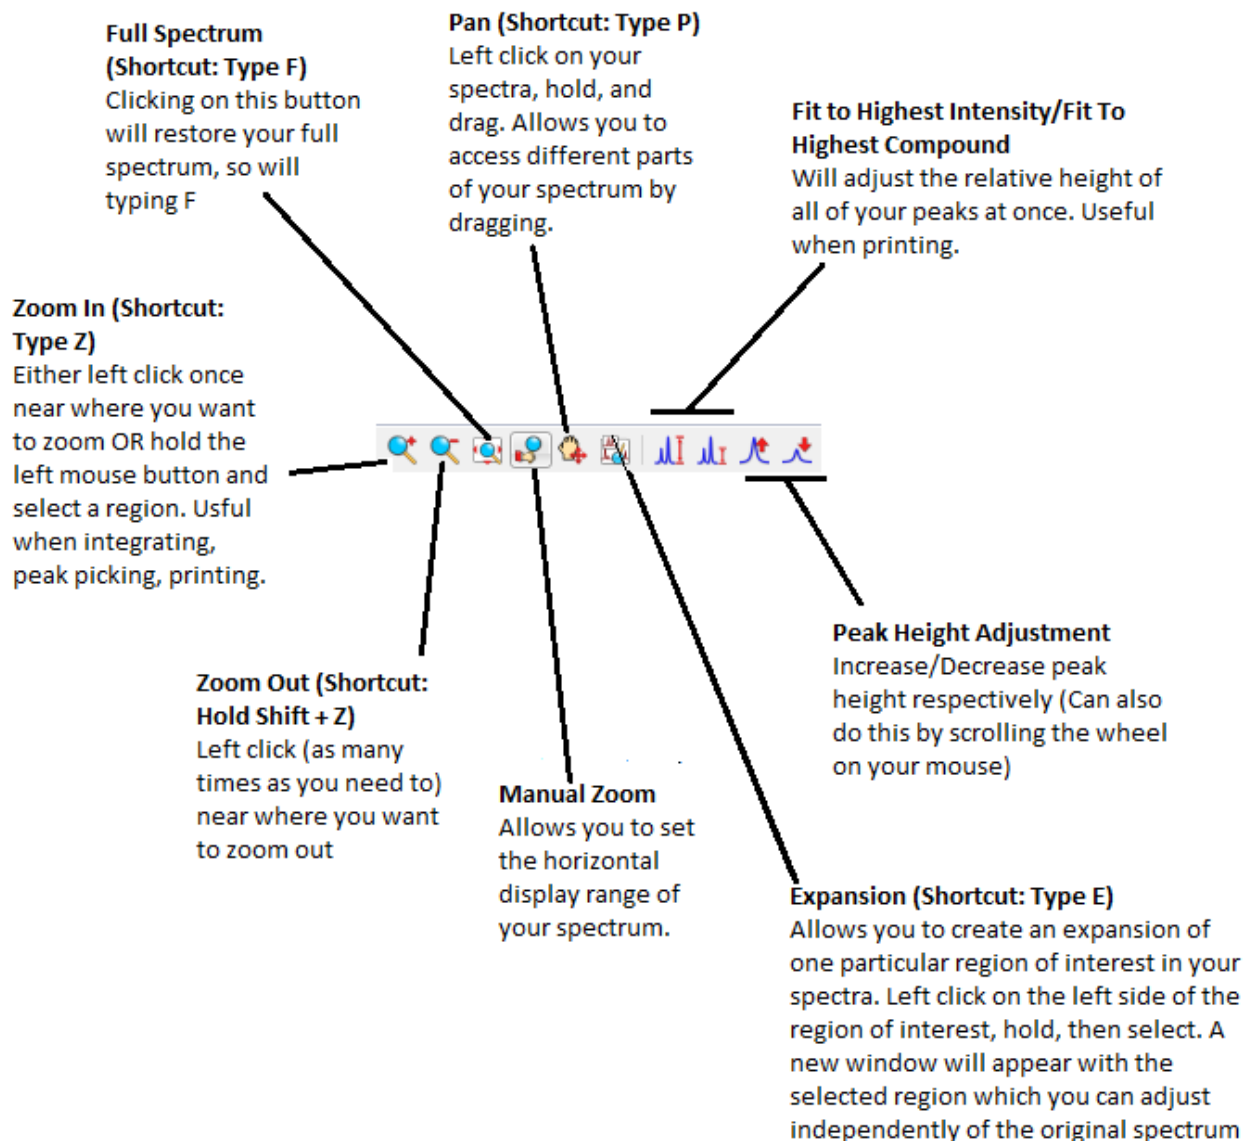 Full Spectrum
(Shortcut: Type F)
Clicking on this button
will restore your full
spectrum, so will
typing F
Pan (Shortcut: Type P)
Left click on your
spectra, hold, and
drag. Allows you to
access different parts
of your spectrum by
dragging.
Fit to Highest Intensity/Fit To
Highest Compound
Will adjust the relative height of
all of your peaks at once. Useful
when printing.
Zoom In (Shortcut:
Type Z)
Either left click once
near where you want
to zoom OR hold the
left mouse button and
select a region. Usful
when integrating,
peak picking, printing.
Zoom Out (Shortcut:
Hold Shift + Z)
Left click (as many
times as you need to)
near where you want
to zoom out
Manual Zoom
Allows you to set
the horizontal
display range of
your spectrum.
Peak Height Adjustment
Increase/Decrease peak
height respectively (Can also
do this by scrolling the wheel
on your mouse)
Expansion (Shortcut: Type E)
Allows you to create an expansion of
one particular region of interest in your
spectra. Left click on the left side of the
region of interest, hold, then select. A
new window will appear with the
selected region which you can adjust
independently of the original spectrum